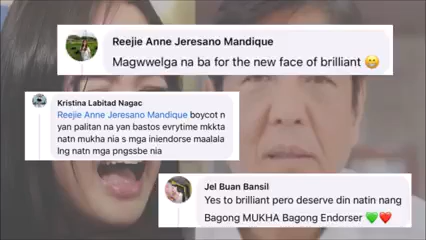 Reejie Anne Jeresano Mandique
Magwwelga na ba for the new face of brilliant 😁
Kristina Labitad Nagac
Reejie Anne Jeresano Mandique boycot n
yan palitan na yan bastos evrytime mkkta
natn mukha nia s mga iniendorse maalala
lng natn mga pngssbe nia
Jel Buan Bansil
Yes to brilliant pero deserve din natin nang
Bagong MUKHA Bagong Endorser 💚❤️